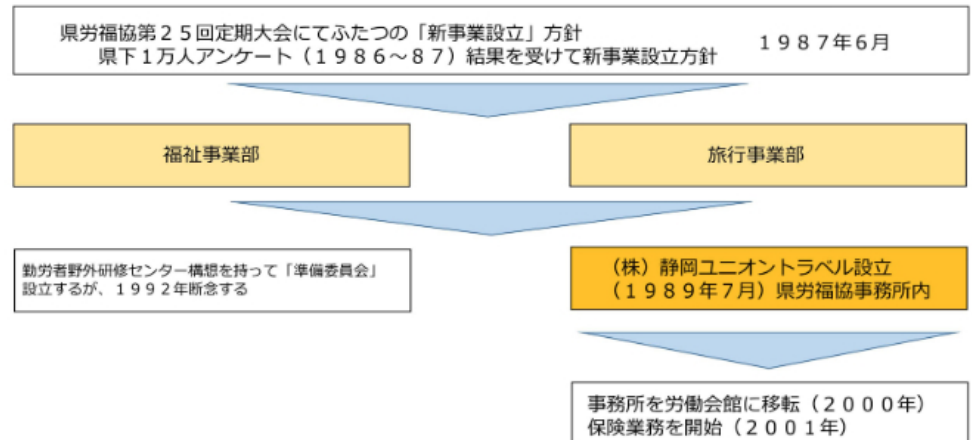 県労福協第２５回定期大会にてふたつの「新事業設立」方針
１９８７年６月
県下１万人アンケート（１９８６～８７）結果を受けて新事業設立方針
福祉事業部
旅行事業部
勤労者野外研修センター構想を持って「準備委員会」
設立するが、１９９２年断念する
（株）静岡ユニオントラベル設立
（１９８９年７月）県労福協事務所内
事務所を労働会館に移転（２０００年）
保険業務を開始（２００１年）